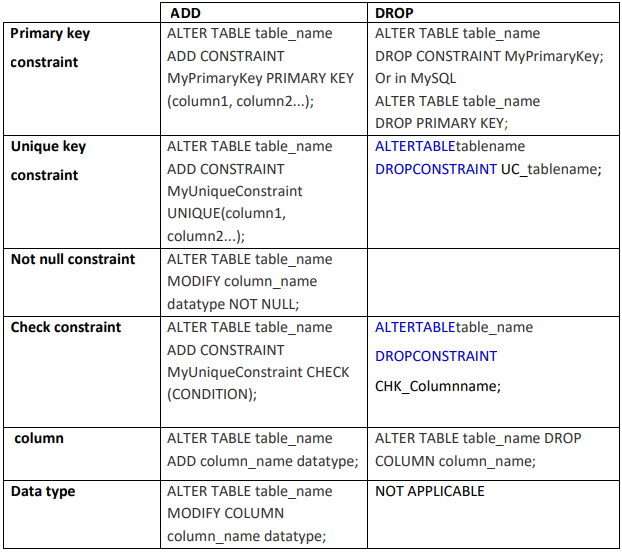 ADD
DROP
Primary key
constraint
ALTER TABLE table_name
ADD CONSTRAINT
MyPrimaryKey PRIMARY KEY
(column1, column2...);
ALTER TABLE table_name
DROP CONSTRAINT MyPrimaryKey;
Or in MySQL
ALTER TABLE table_name
DROP PRIMARY KEY;
Unique key
constraint
ALTER TABLE table_name
ADD CONSTRAINT
MyUniqueConstraint
UNIQUE(column1,
column2...);
ALTERTABLEtablename
DROPCONSTRAINT UC_tablename;
Not null constraint
ALTER TABLE table_name
MODIFY column_name
datatype NOT NULL;
Check constraint
ALTER TABLE table_name
ADD CONSTRAINT
MyUniqueConstraint CHECK
(CONDITION);
ALTERTABLEtable_name
DROPCONSTRAINT
CHK_Columnname;
column
ALTER TABLE table_name
ADD column_name datatype;
ALTER TABLE table_name DROP
COLUMN column_name;
Data type
ALTER TABLE table_name
MODIFY COLUMN
column_name datatype;
NOT APPLICABLE